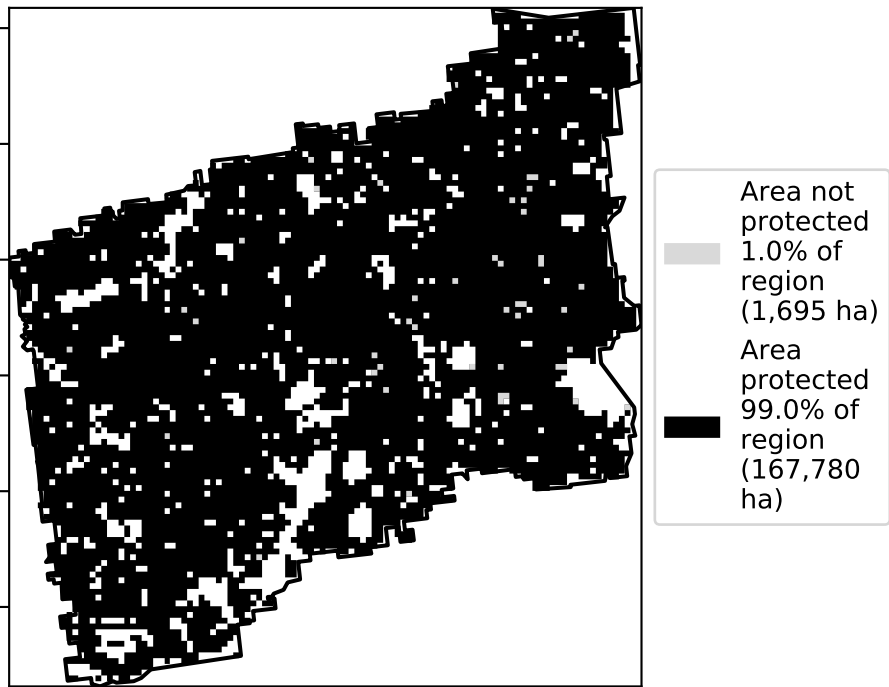 Area not
protected
1.0% of
region
(1,695 ha)
Area
protected
99.0% of
region
(167,780
ha)